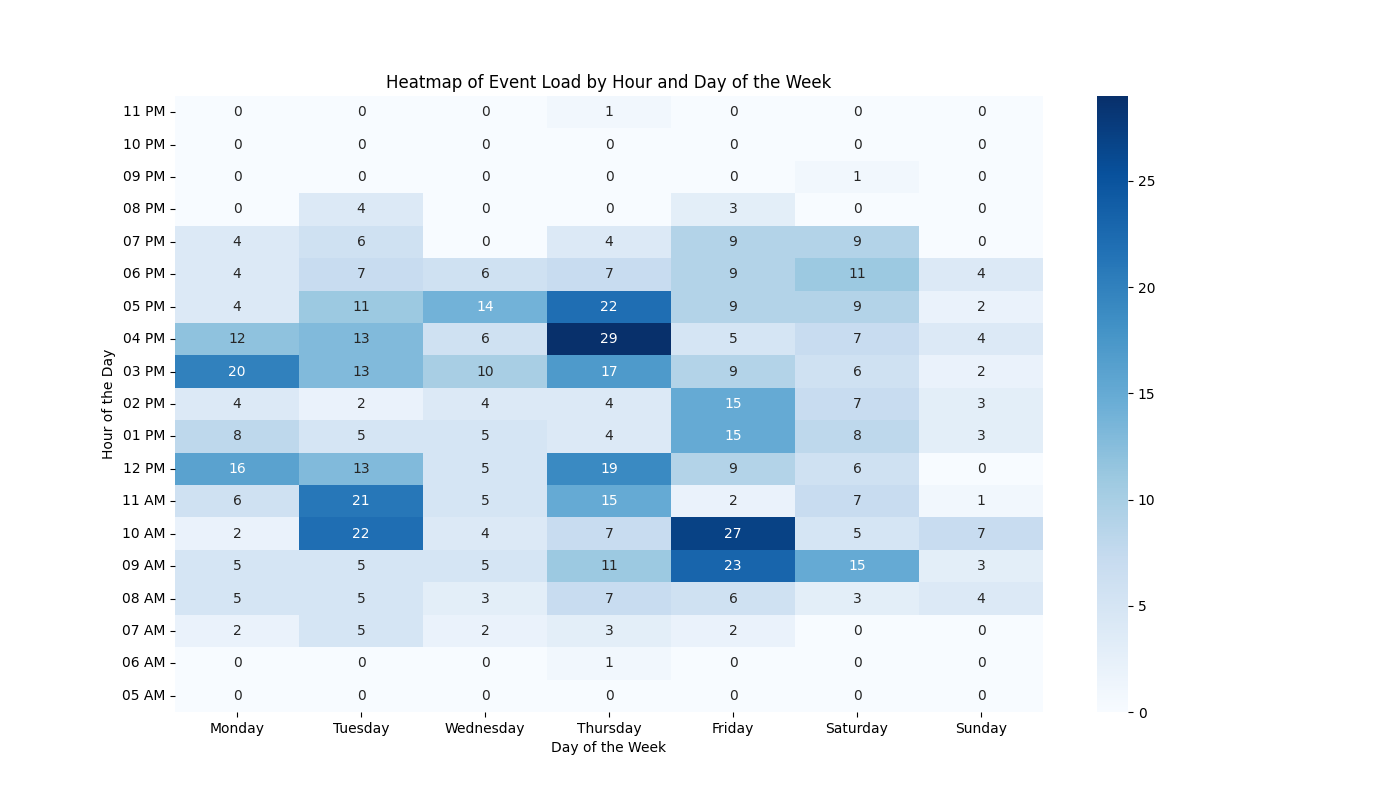 Heatmap of Event Load by Hour and Day of the Week
11 PM 0 0 0 1 0 0 0
10 PM 0 0 0 0 0 0 0
09 PM 0 0 0 0 0 1 0
25
08 PM 0 4 0 0 3 0 0
07 PM 4 6 0 4 9 9 0
06 PM 4 7 6 7 9 11 4
20
05 PM 4 11 14 22 9 9 2
04 PM 12 13 6 29 5 7 4
03 PM 20 13 10 17 9 6 2
15
Hour of the Day
02 PM 4 2 4 4 15 7 3
01 PM 8 5 5 4 15 8 3
12 PM 16 13 5 19 9 6 0
11 AM 6 21 5 15 2 7 1
10
10 AM 2 22 4 7 27 5 7
09 AM 5 5 5 11 23 15 3
08 AM 5 5 3 7 6 3 4
5
07 AM 2 5 2 3 2 0 0
06 AM 0 0 0 1 0 0 0
05 AM 0 0 0 0 0 0 0
0
Monday Tuesday Wednesday Thursday Friday Saturday Sunday
Day of the Week